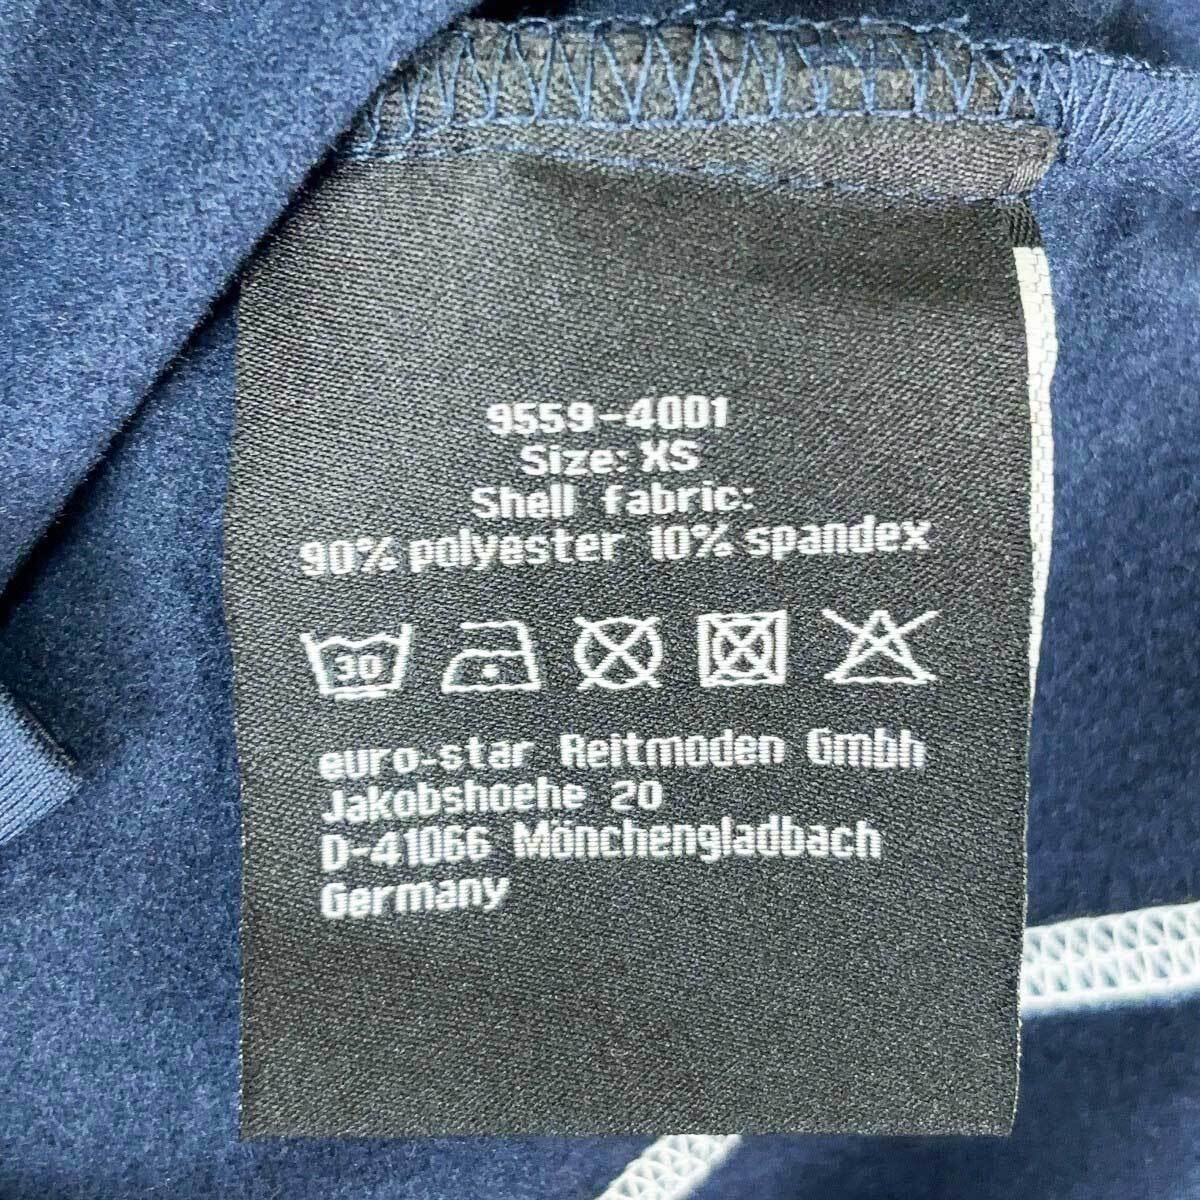 9559-4001
Size: XS
Shell fabric:
90% polyester 10% spandex
30
euro-star Reitmoden GmbH
Jakobshoehe 20
D-41066 Mönchengladbach
Germany